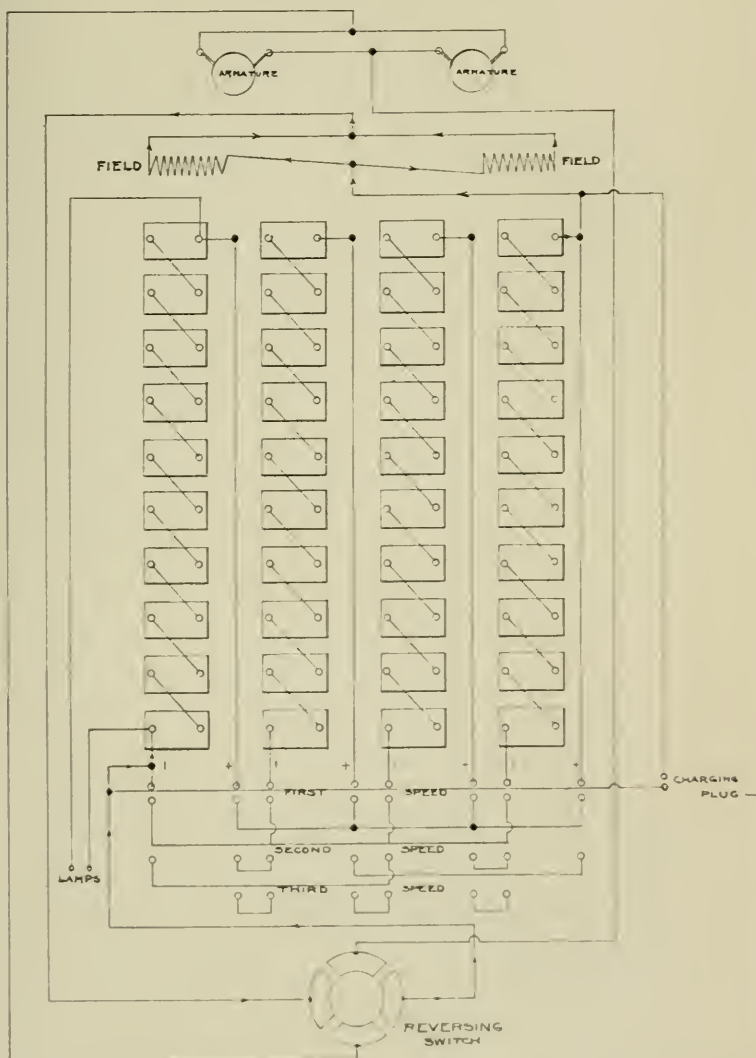 ARMATURE
ARMATURE
FIELD
FIELD
- + - + - - +
CHARGING
PLUG
FIRST SPEED
SECOND SPEED
LAMPS
THIRD SPEED
REVERSING
SWITCH